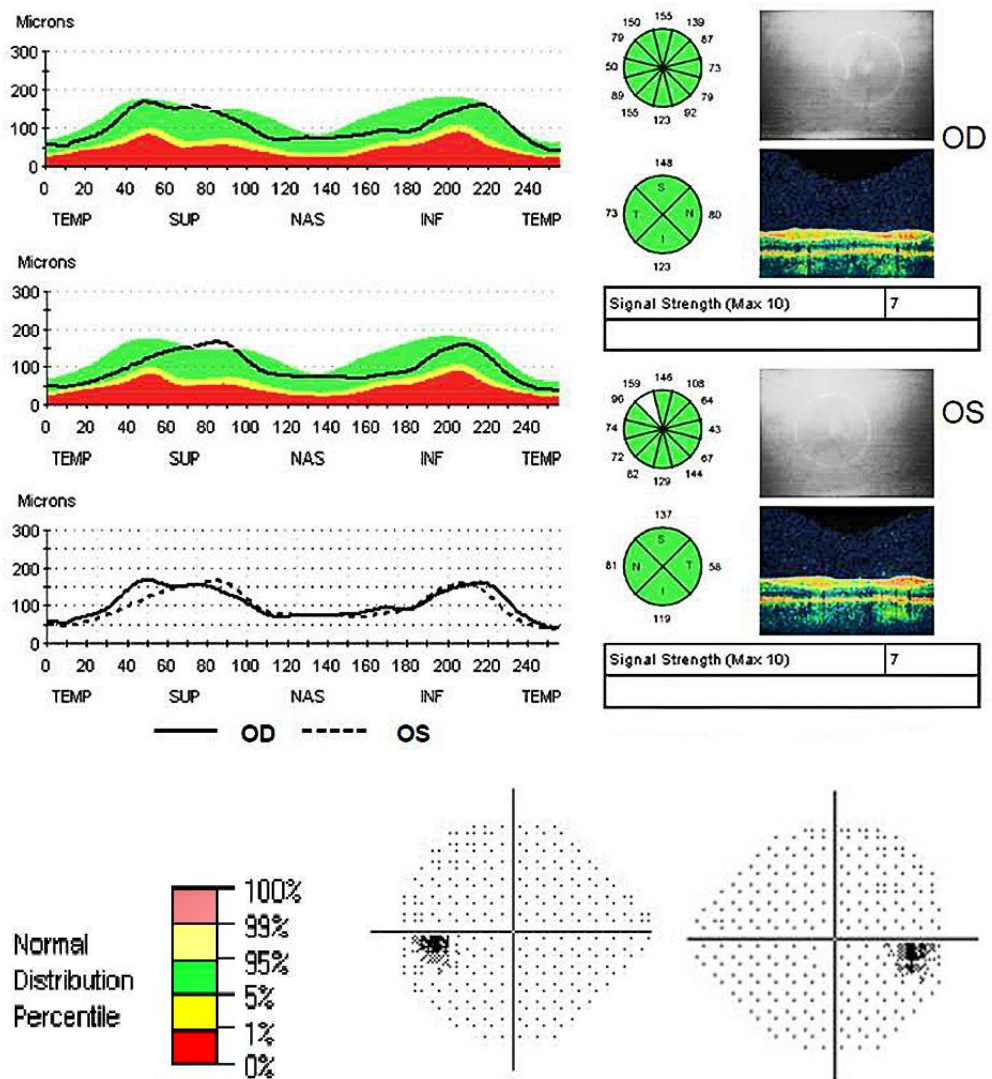 Microns
300
200
100
0
0 20 40 60 80 100 120 140 160 180 200 220 240
TEMP SUP NAS INF TEMP
150 155 139
79 87
50 73
89 79
155 123 92
OD
148
S
73 T N 80
I
123
Signal Strength (Max 10) 7
Microns
300
200
100
0
0 20 40 60 80 100 120 140 160 180 200 220 240
TEMP SUP NAS INF TEMP
159 146 108
96 64
74 43
72 67
82 129 144
OS
137
S
81 N T 58
I
119
Signal Strength (Max 10) 7
Microns
300
200
100
0
0 20 40 60 80 100 120 140 160 180 200 220 240
TEMP SUP NAS INF TEMP
OD OS
Normal
Distribution
Percentile
100%
99%
95%
5%
1%
0%